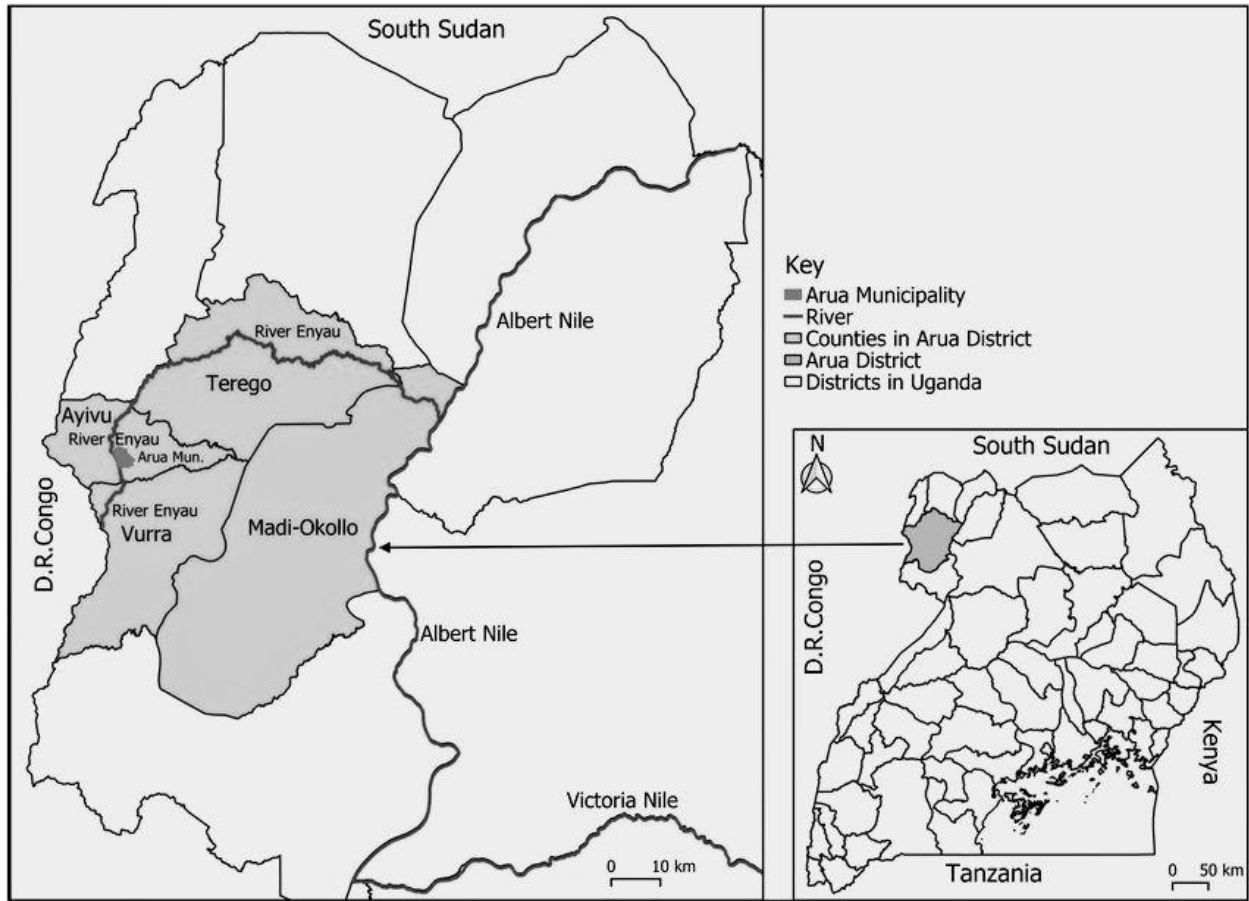 South Sudan
Albert Nile
River Enyau
Terego
Ayivu
River Enyau
Arua Mun.
River Enyau
Vurra
Madi-Okollo
D.R.Congo
Albert Nile
Victoria Nile
0 10 km
Key
Arua Municipality
River
Counties in Arua District
Arua District
Districts in Uganda
N
South Sudan
D.R.Congo
Kenya
Tanzania
0 50 km